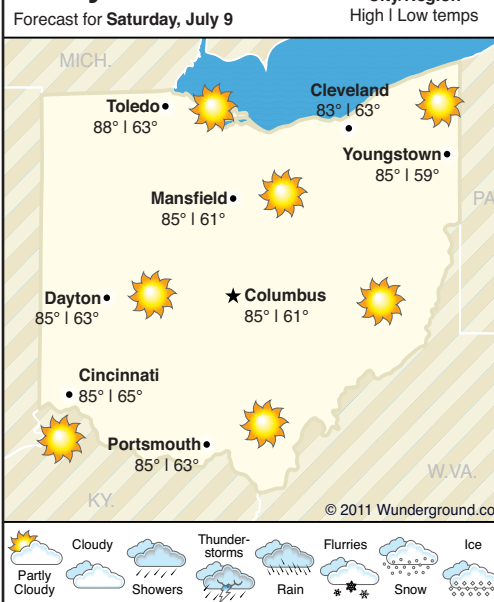 Forecast for Saturday, July 9
High | Low temps
MICH.
Toledo
88° | 63°
Cleveland
83° | 63°
Youngstown
85° | 59°
PA
Mansfield
85° | 61°
Dayton
85° | 63°
Columbus
85° | 61°
Cincinnati
85° | 65°
Portsmouth
85° | 63°
W.VA.
KY.
© 2011 Wunderground.co
Partly
Cloudy
Cloudy
Showers
Thunder-
storms
Rain
Flurries
Snow
Ice